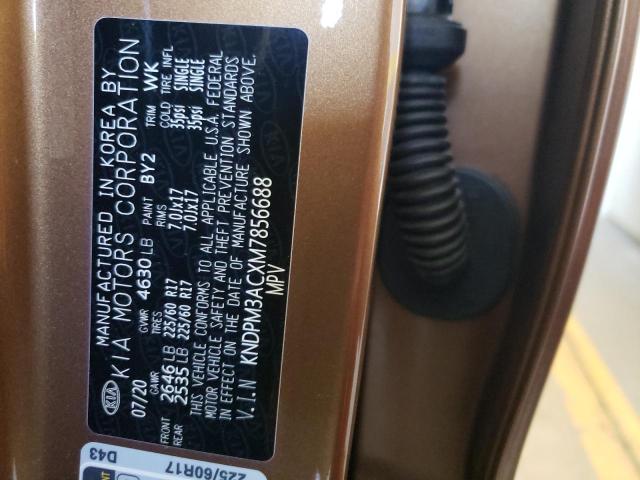 MANUFACTURED IN KOREA BY
KIA KIA MOTORS CORPORATION
07/20 GVWR 4630 LB PAINT BY2 TRIM WK
GAWR TIRES RIMS COLD TIRE INFL
FRONT 2646 LB 225/60 R17 7.0JX17 35psi SINGLE
REAR 2535 LB 225/60 R17 7.0JX17 35psi SINGLE
THIS VEHICLE CONFORMS TO ALL APPLICABLE U.S.A. FEDERAL
MOTOR VEHICLE SAFETY AND THEFT PREVENTION STANDARDS
IN EFFECT ON THE DATE OF MANUFACTURE SHOWN ABOVE.
V.I.N KNDPM3ACXM7856688
MPV
D43
225/60R17